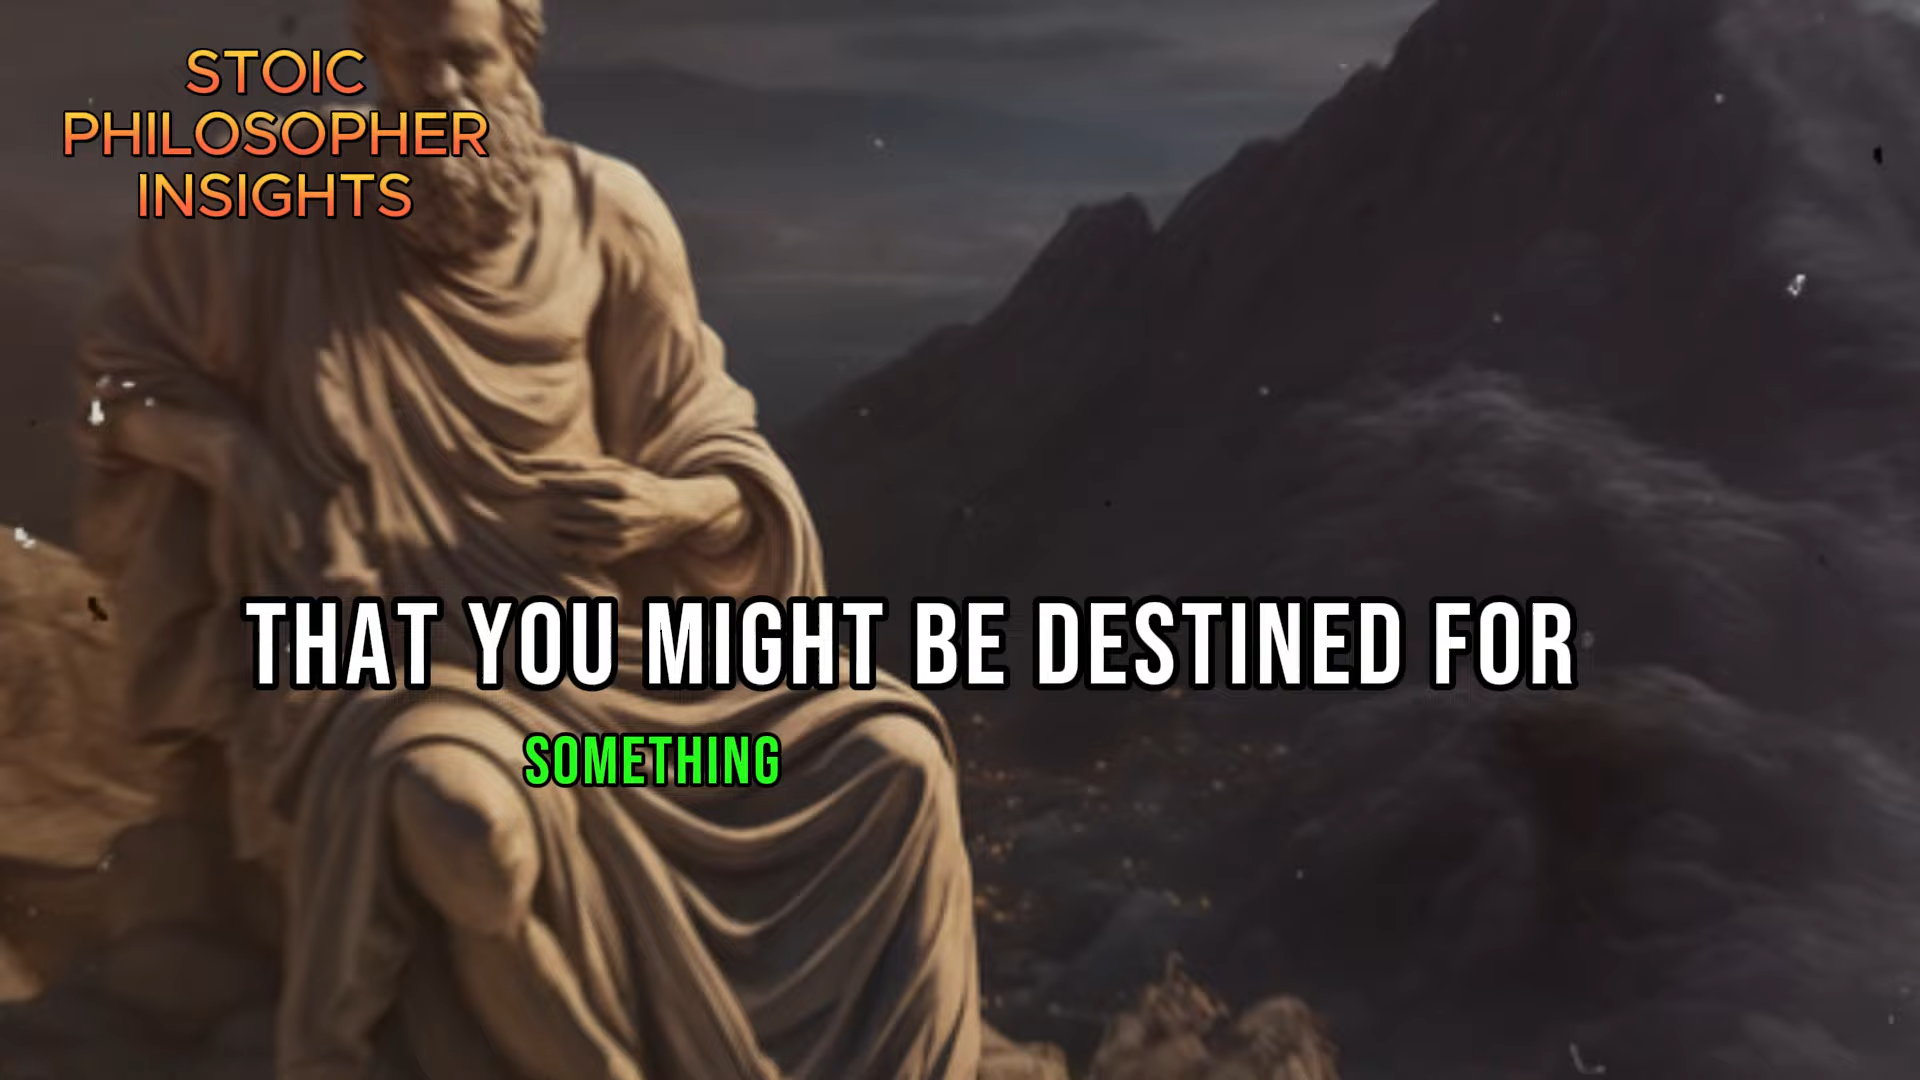 STOIC
PHILOSOPHER
INSIGHTS
THAT YOU MIGHT BE DESTINED FOR
SOMETHING